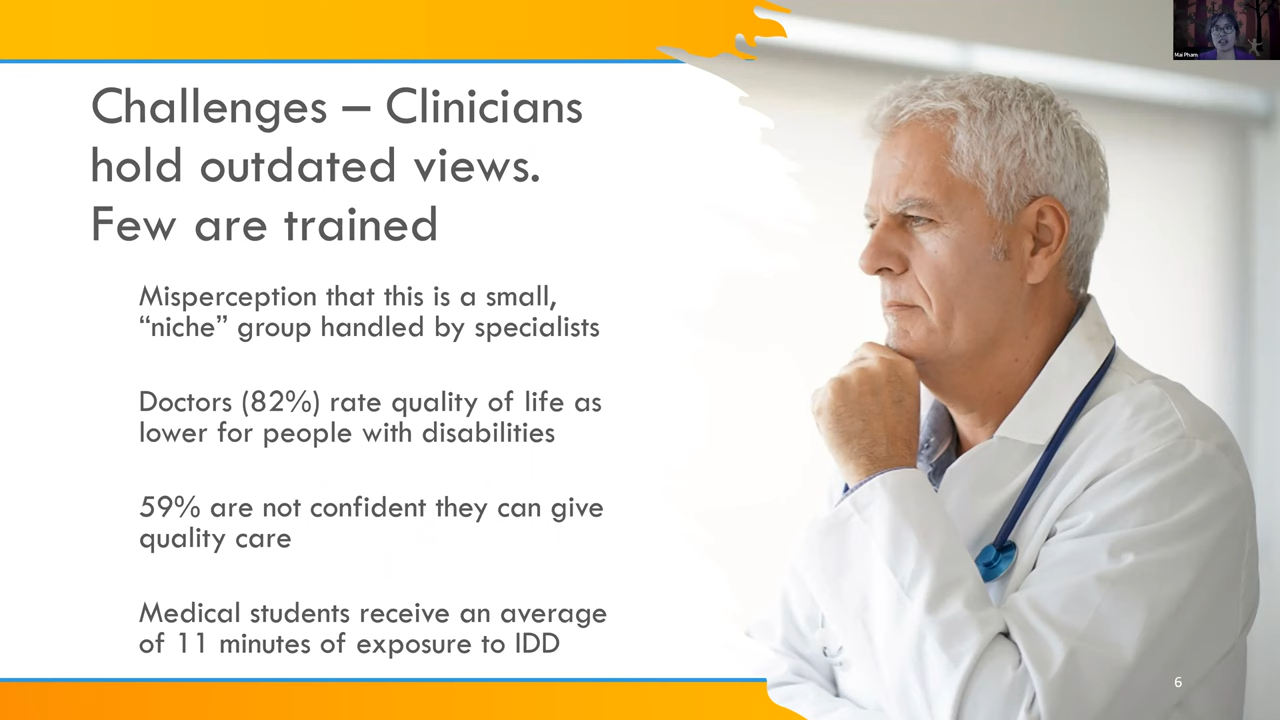 Mai Pham
Challenges – Clinicians
hold outdated views.
Few are trained
Misperception that this is a small,
“niche” group handled by specialists
Doctors (82%) rate quality of life as
lower for people with disabilities
59% are not confident they can give
quality care
Medical students receive an average
of 11 minutes of exposure to IDD
6